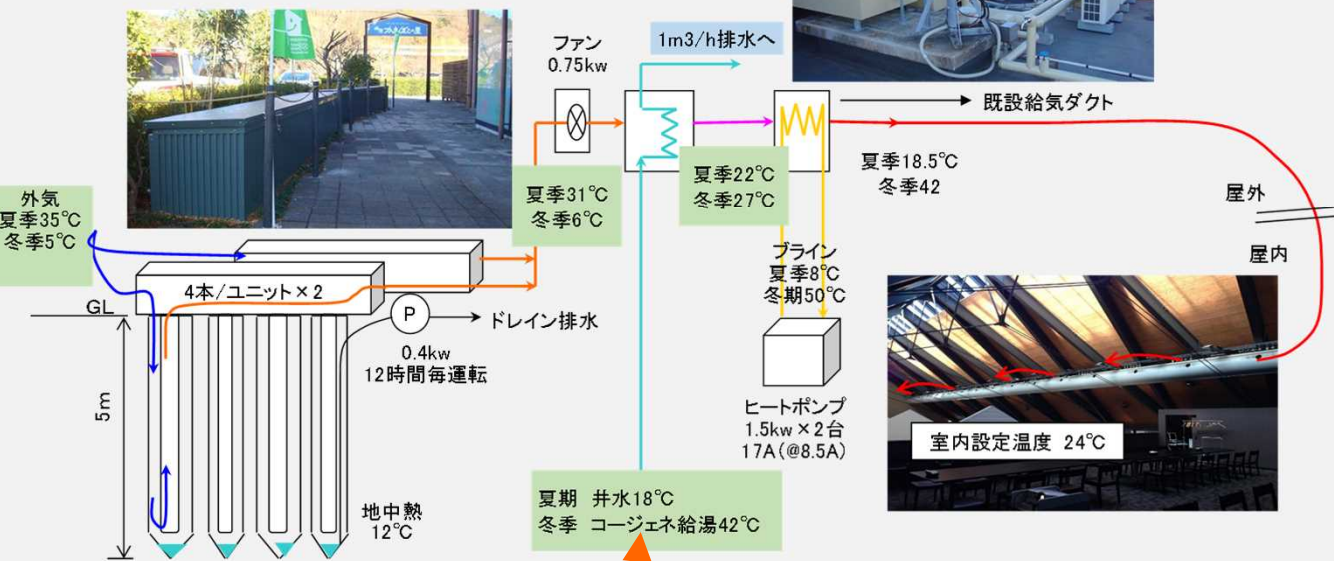 ファン
0.75kw
1m3/h排水へ
既設給気ダクト
外気
夏季35℃
冬季5℃
夏季31℃
冬季6℃
夏季22℃
冬季27℃
夏季18.5℃
冬季42
屋外
屋内
4本/ユニット×2
GL
P
ドレイン排水
0.4kw
12時間毎運転
5m
地中熱
12℃
ブライン
夏季8℃
冬期50℃
ヒートポンプ
1.5kw×2台
17A(@8.5A)
夏期 井水18℃
冬季 コージェネ給湯42℃
室内設定温度 24℃